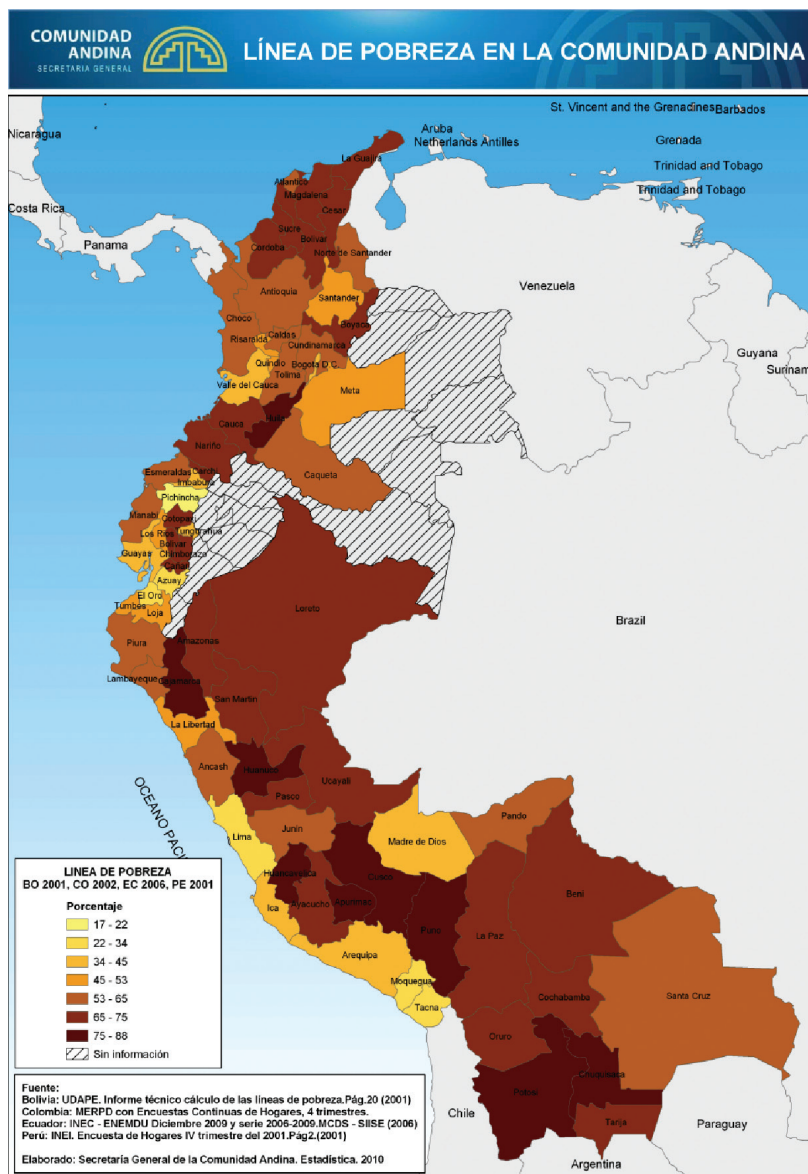 COMUNIDAD
ANDINA
SECRETARIA GENERAL
LÍNEA DE POBREZA EN LA COMUNIDAD ANDINA
St. Vincent and the Grenadines
Barbados
Aruba
Netherlands Antilles
Nicaragua
Grenada
La Guajira
Trinidad and Tobago
Atlantico
Magdalena
Trinidad and Tobago
Cesar
Costa Rica
Sucre
Bolivar
Panama
Cordoba
Norte de Santander
Venezuela
Antioquia
Santander
Choco
Boyaca
Risaralda
Caldas
Cundinamarca
Guyana
Quindio
Bogota D.C.
Surinam
Tolima
Valle del Cauca
Meta
Huila
Cauca
Nariño
Caqueta
Esmeraldas
Carchi
Imbabura
Pichincha
Manabi
Cotopaxi
Los Rios
Tungurahua
Bolivar
Guayas
Chimborazo
Cañar
Azuay
El Oro
Tumbes
Loja
Loreto
Brazil
Piura
Amazonas
Lambayeque
Cajamarca
San Martin
La Libertad
Ancash
Huanuco
Ucayali
Pasco
OCEANO PACI
Lima
Junin
Madre de Dios
Pando
Huancavelica
Cusco
Beni
Ica
Ayacucho
Apurimac
Puno
La Paz
Arequipa
Moquegua
Tacna
Cochabamba
Santa Cruz
Oruro
Chuquisaca
Potosi
Chile
Tarija
Paraguay
Argentina
LINEA DE POBREZA
BO 2001, CO 2002, EC 2006, PE 2001
Porcentaje
17 - 22
22 - 34
34 - 45
45 - 53
53 - 65
65 - 75
75 - 88
Sin información
Fuente:
Bolivia: UDAPE. Informe técnico cálculo de las lineas de pobreza.Pág.20 (2001)
Colombia: MERPD con Encuestas Continuas de Hogares, 4 trimestres.
Ecuador: INEC - ENEMDU Diciembre 2009 y serie 2006-2009.MCDS - SIISE (2006)
Perú: INEI. Encuesta de Hogares IV trimestre del 2001.Pág2.(2001)
Elaborado: Secretaría General de la Comunidad Andina. Estadística. 2010